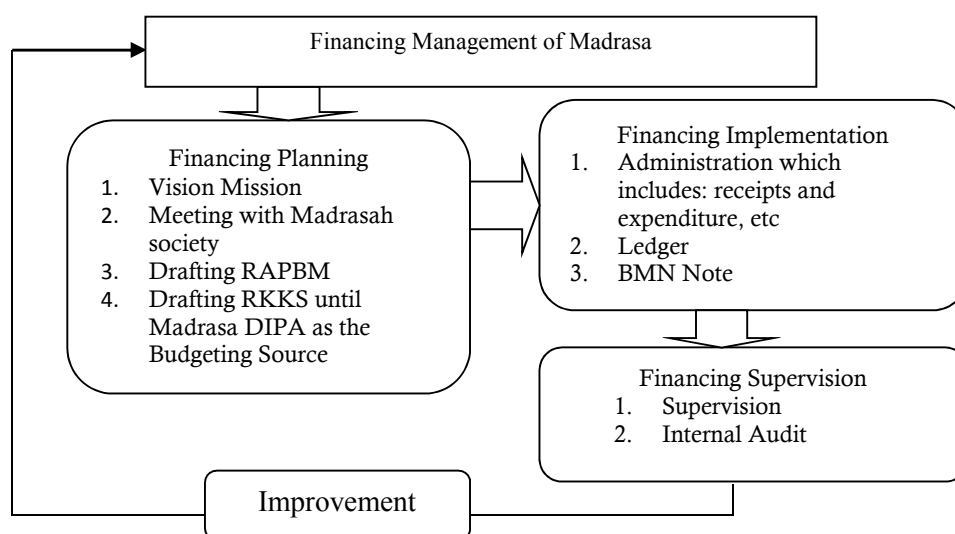 Financing Management of Madrasa
Financing Planning
1. Vision Mission
2. Meeting with Madrasah
society
3. Drafting RAPBM
4. Drafting RKKS until
Madrasa DIPA as the
Budgeting Source
Financing Implementation
1. Administration which
includes: receipts and
expenditure, etc
2. Ledger
3. BMN Note
Financing Supervision
1. Supervision
2. Internal Audit
Improvement